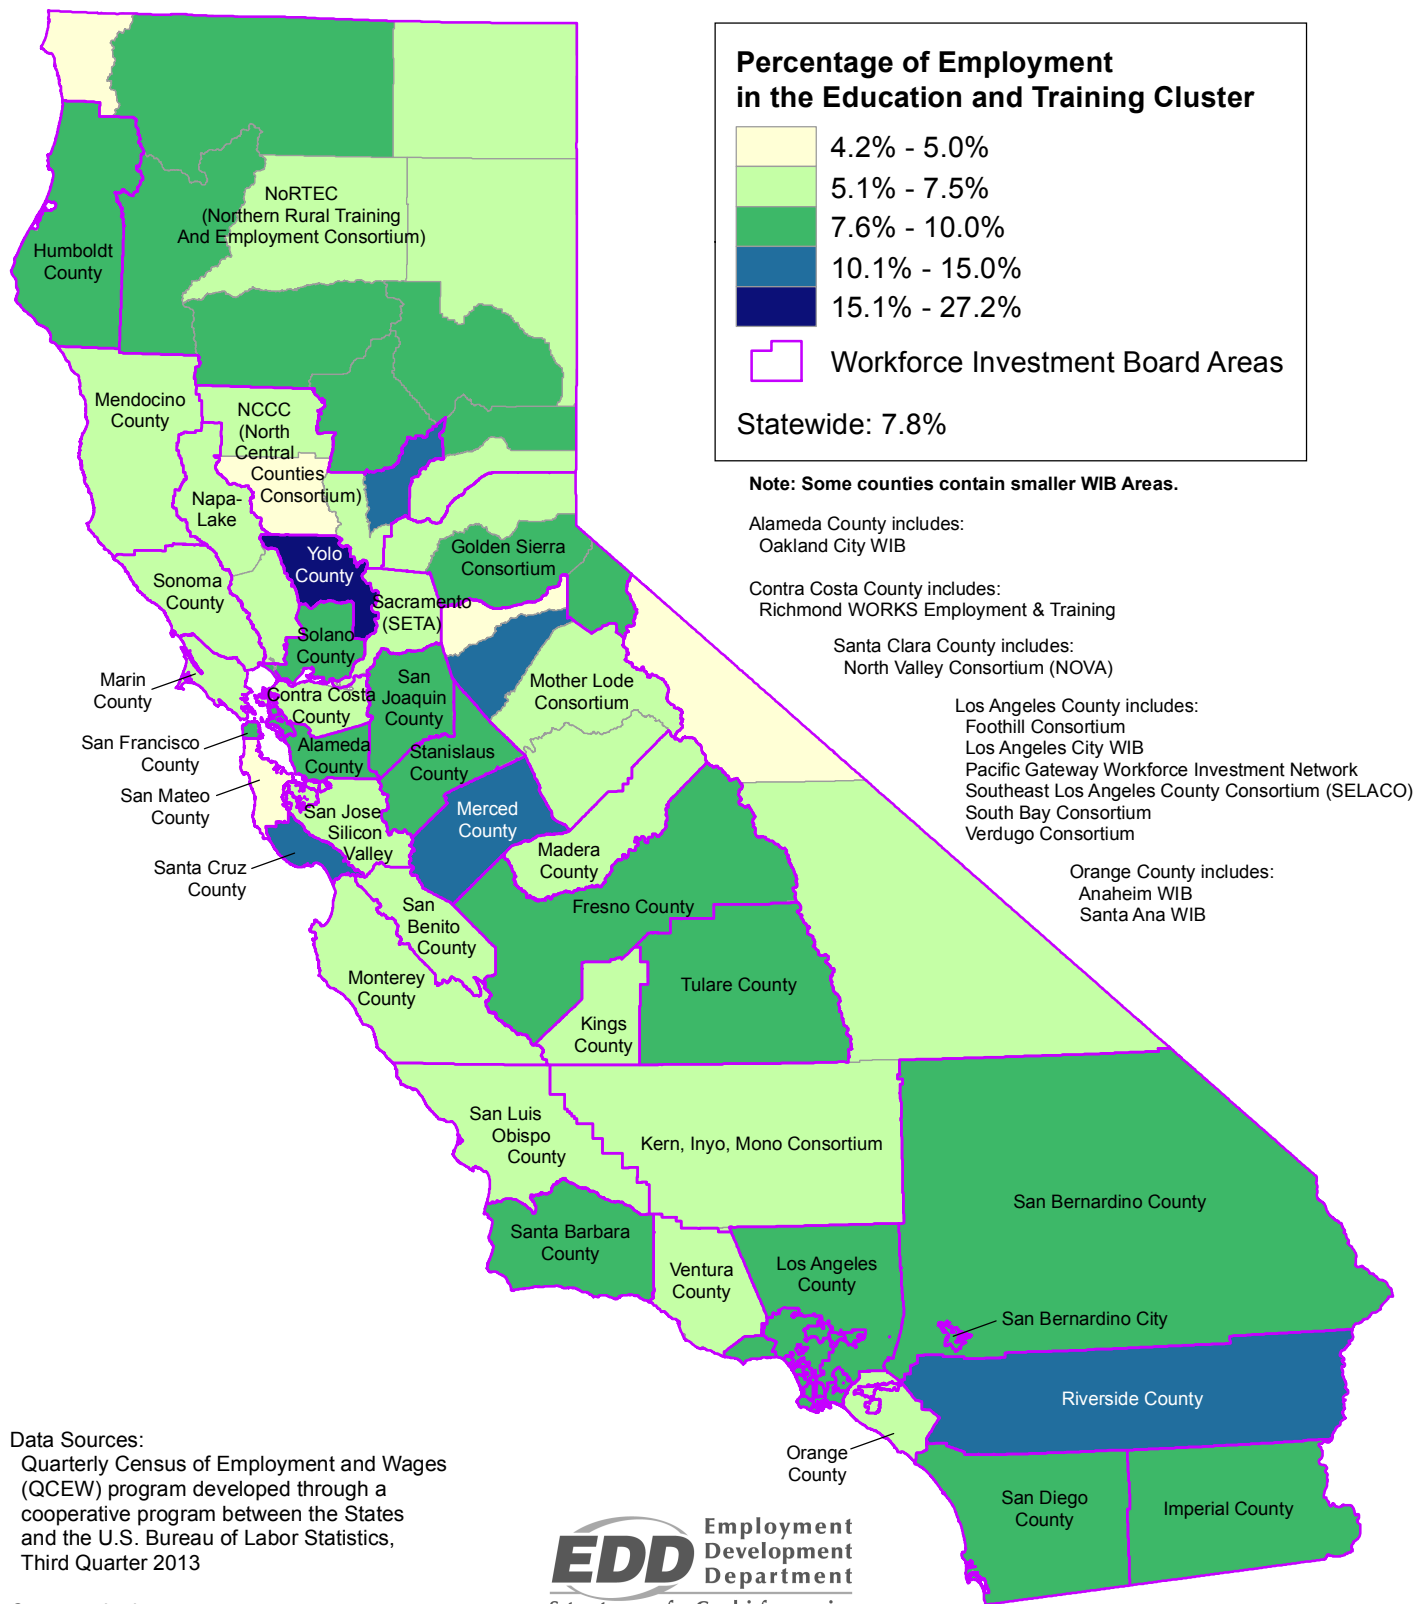 Percentage of Employment
in the Education and Training Cluster
4.2% - 5.0%
5.1% - 7.5%
7.6% - 10.0%
10.1% - 15.0%
15.1% - 27.2%
Workforce Investment Board Areas
Statewide: 7.8%
Note: Some counties contain smaller WIB Areas.
Alameda County includes:
Oakland City WIB
Contra Costa County includes:
Richmond WORKS Employment & Training
Santa Clara County includes:
North Valley Consortium (NOVA)
Los Angeles County includes:
Foothill Consortium
Los Angeles City WIB
Pacific Gateway Workforce Investment Network
Southeast Los Angeles County Consortium (SELACO)
South Bay Consortium
Verdugo Consortium
Orange County includes:
Anaheim WIB
Santa Ana WIB
NoRTEC
(Northern Rural Training
And Employment Consortium)
Humboldt
County
Mendocino
County
NCCC
(North
Central
Counties
Consortium)
Napa-
Lake
Yolo
County
Golden Sierra
Consortium
Sonoma
County
Sacramento
(SETA)
Solano
County
Marin
County
Contra Costa
County
San
Joaquin
County
Mother Lode
Consortium
San Francisco
County
Alameda
County
Stanislaus
County
San Mateo
County
San Jose
Silicon
Valley
Merced
County
Santa Cruz
County
Madera
County
San
Benito
County
Fresno County
Monterey
County
Tulare County
Kings
County
San Luis
Obispo
County
Kern, Inyo, Mono Consortium
San Bernardino County
Santa Barbara
County
Ventura
County
Los Angeles
County
San Bernardino City
Riverside County
Orange
County
San Diego
County
Imperial County
Data Sources:
Quarterly Census of Employment and Wages
(QCEW) program developed through a
cooperative program between the States
and the U.S. Bureau of Labor Statistics,
Third Quarter 2013
EDD
Employment
Development
Department